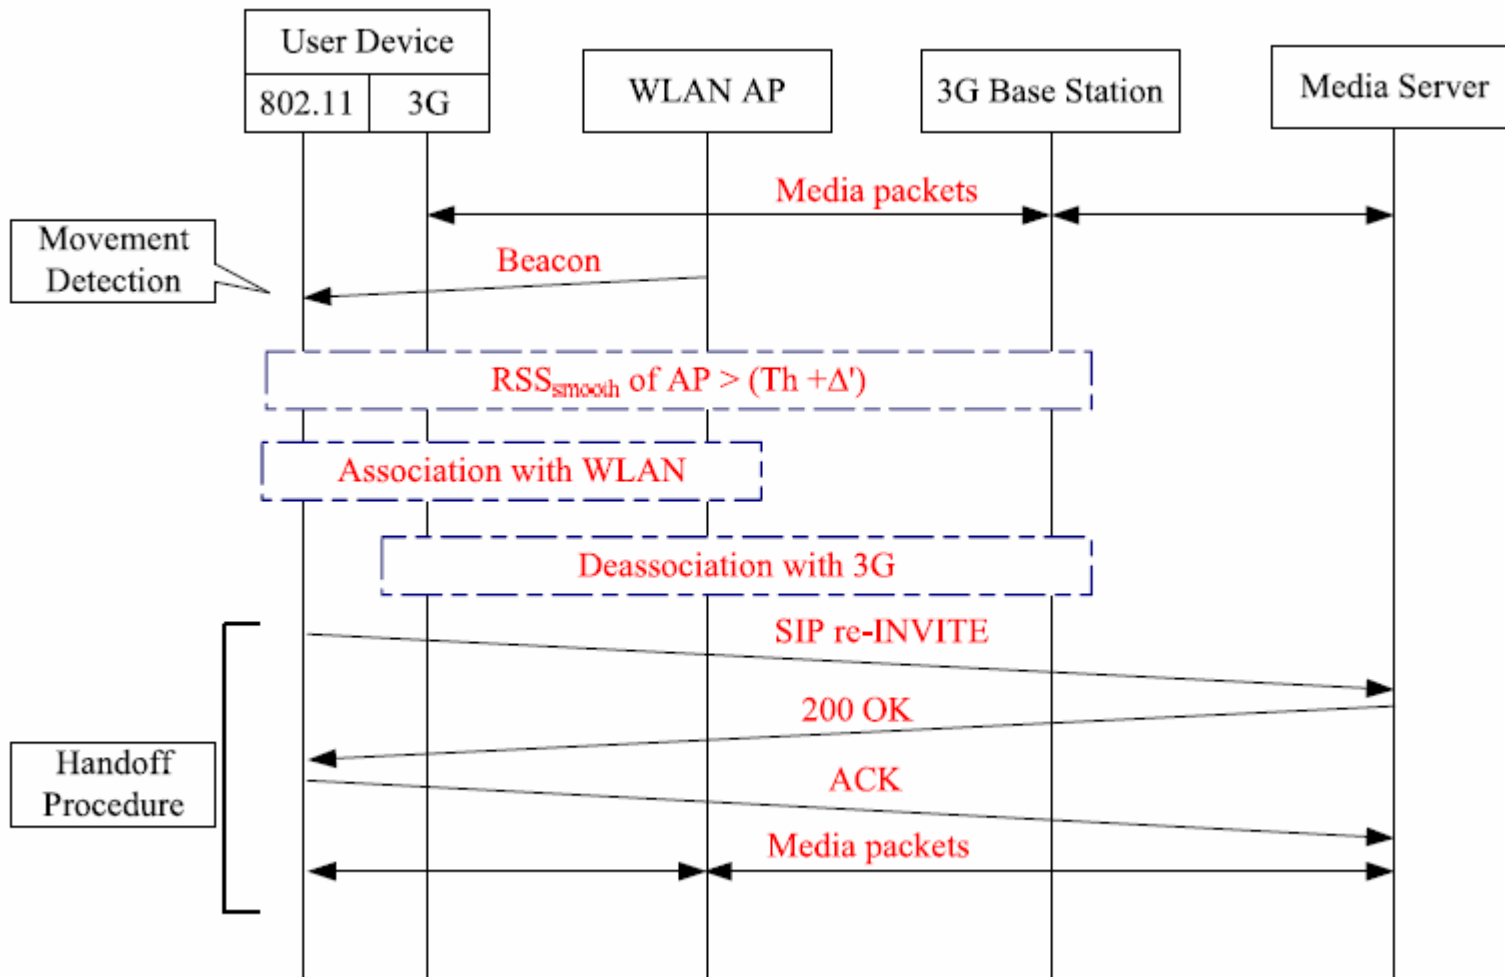 User Device
802.11
3G
WLAN AP
3G Base Station
Media Server
Media packets
Movement
Detection
Beacon
RSSsmooth of AP > (Th +Δ')
Association with WLAN
Deassociation with 3G
SIP re-INVITE
200 OK
Handoff
Procedure
ACK
Media packets